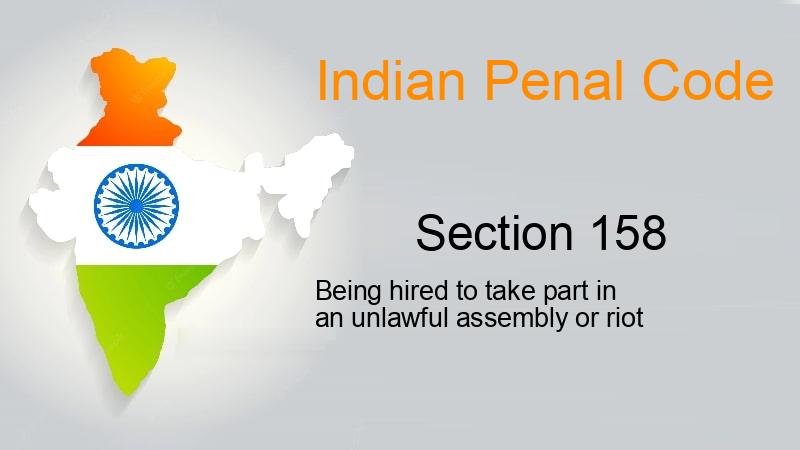 Indian Penal Code
Section 158
Being hired to take part in
an unlawful assembly or riot